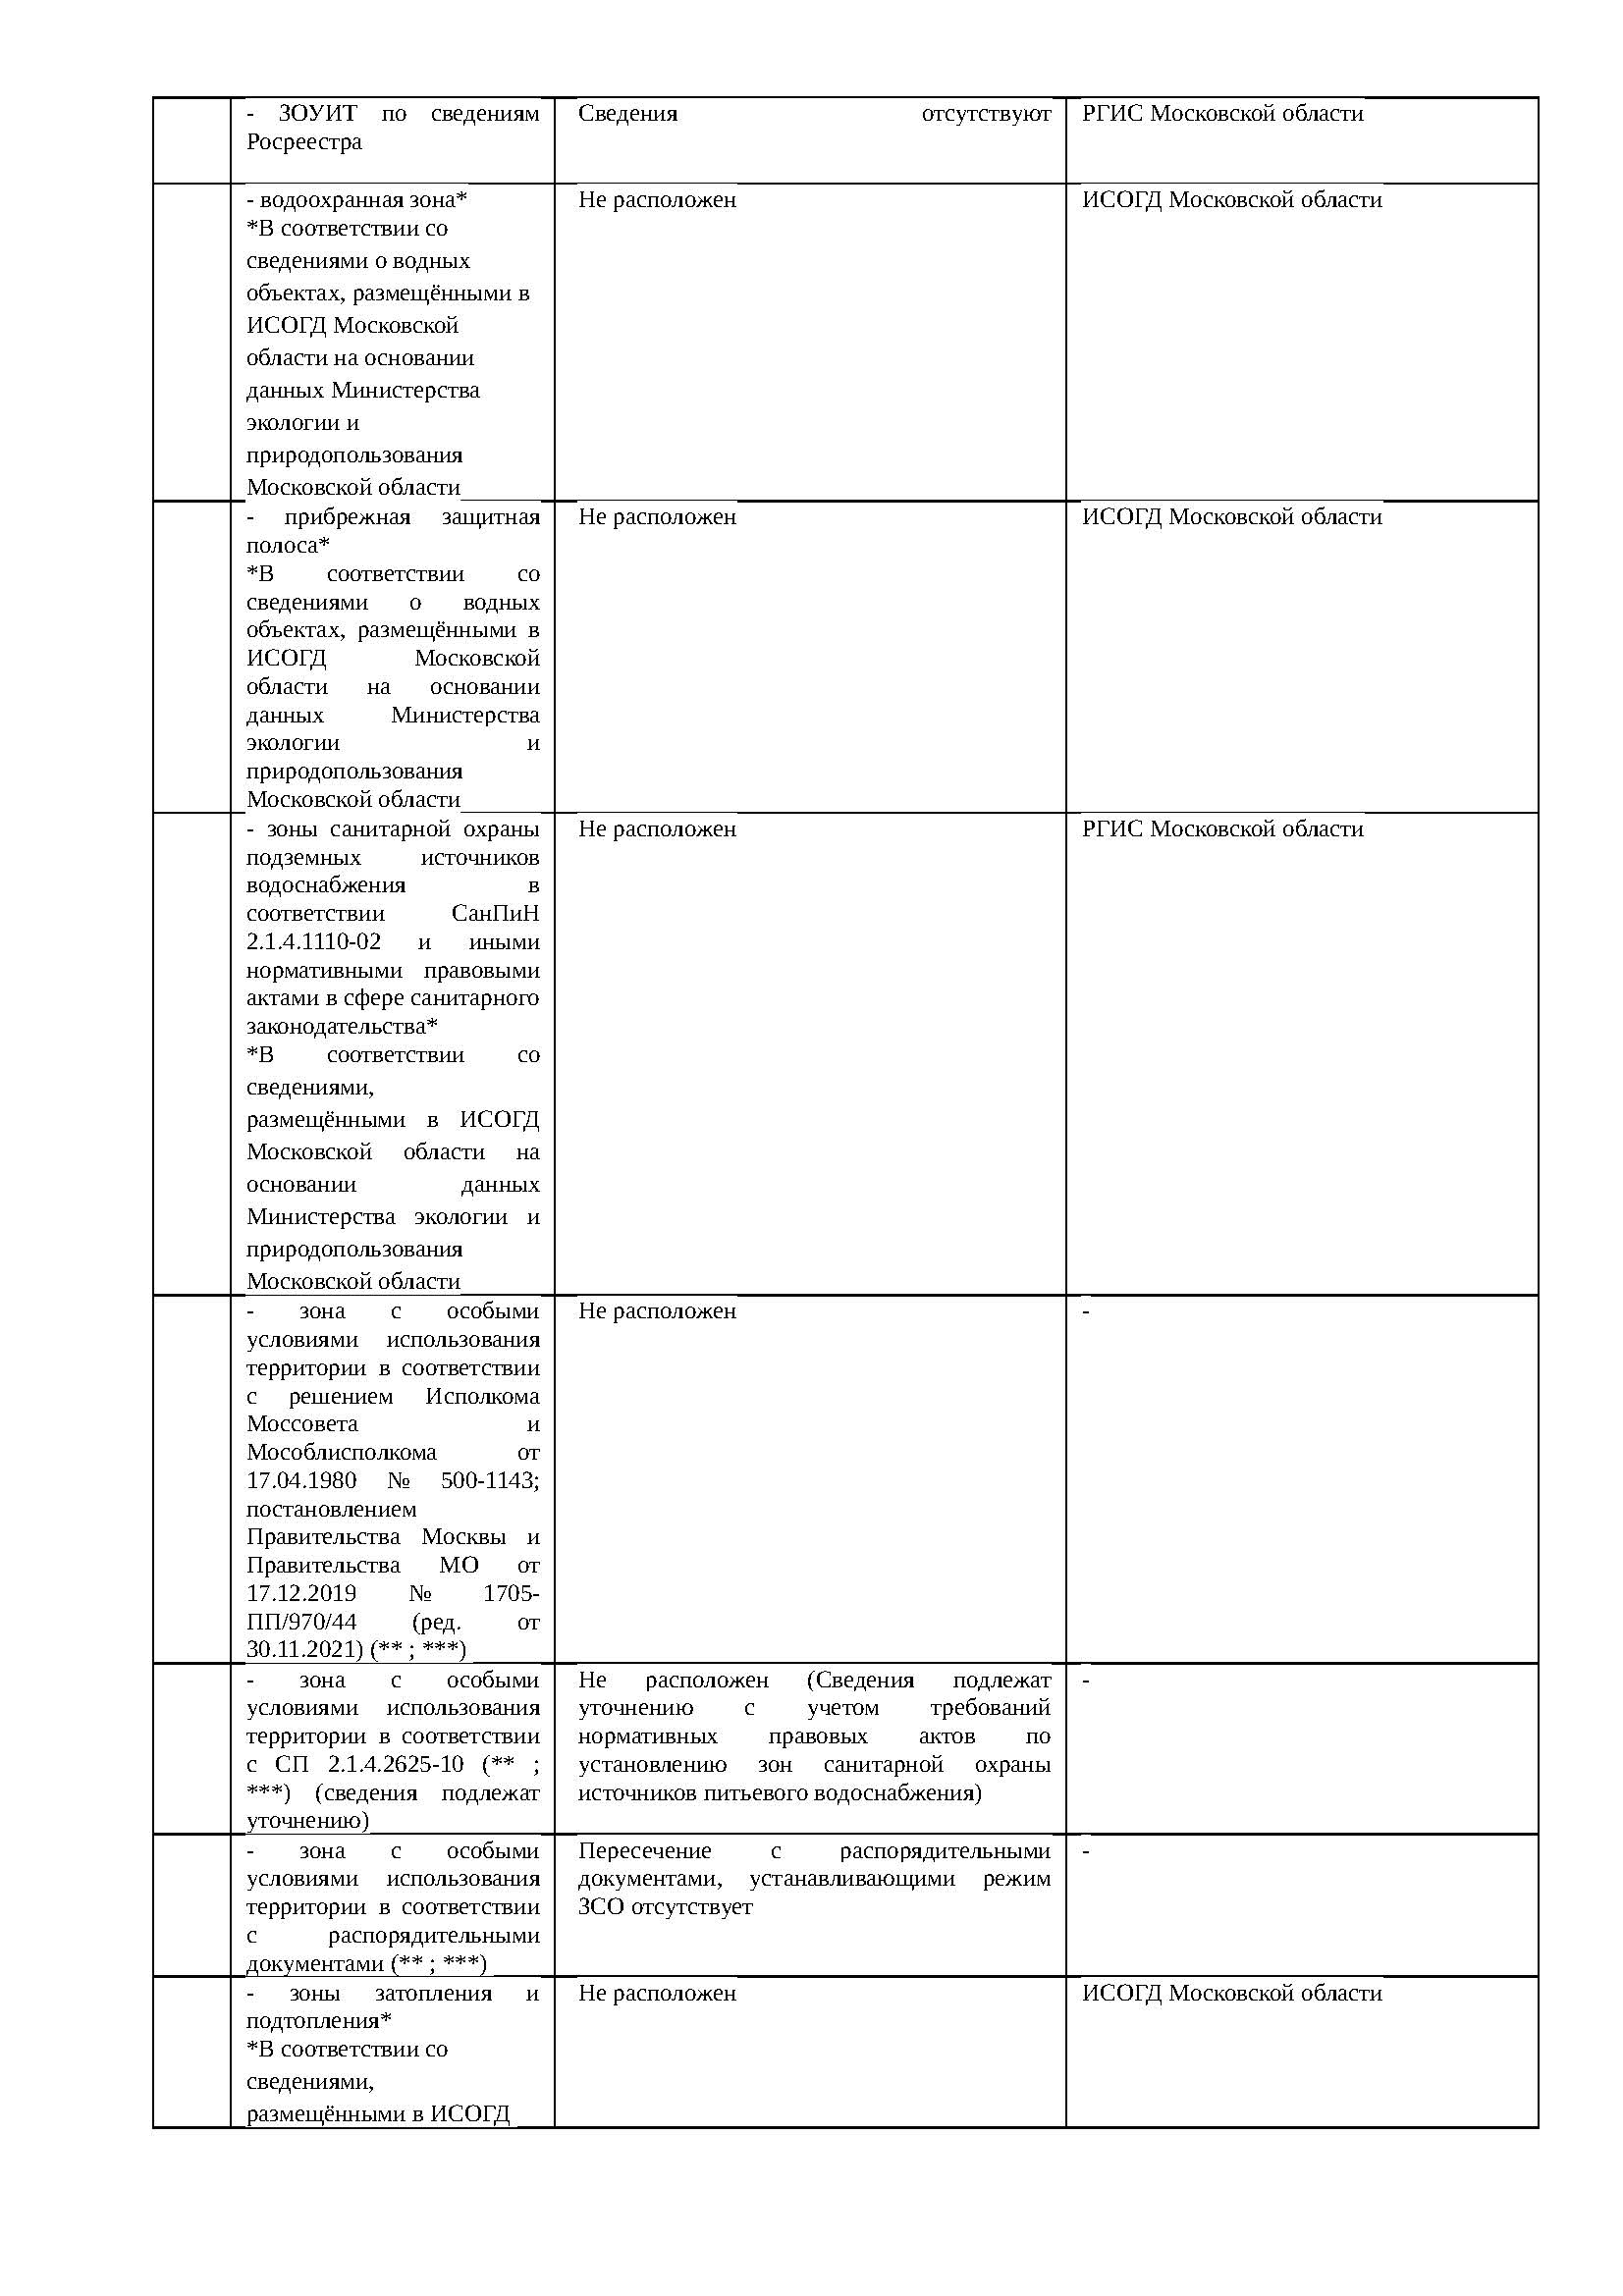 - ЗОУИТ по сведениям
Росреестра
Сведения отсутствуют
РГИС Московской области
- водоохранная зона*
*В соответствии со
сведениями о водных
объектах, размещёнными в
ИСОГД Московской
области на основании
данных Министерства
экологии и
природопользования
Московской области
Не расположен
ИСОГД Московской области
- прибрежная защитная
полоса*
*В соответствии со
сведениями о водных
объектах, размещёнными в
ИСОГД Московской
области на основании
данных Министерства
экологии и
природопользования
Московской области
Не расположен
ИСОГД Московской области
- зоны санитарной охраны
подземных источников
водоснабжения в
соответствии СанПиН
2.1.4.1110-02 и иными
нормативными правовыми
актами в сфере санитарного
законодательства*
*В соответствии со
сведениями,
размещёнными в ИСОГД
Московской области на
основании данных
Министерства экологии и
природопользования
Московской области
Не расположен
РГИС Московской области
- зона с особыми
условиями использования
территории в соответствии
с решением Исполкома
Моссовета и
Мособлисполкома от
17.04.1980 № 500-1143;
постановлением
Правительства Москвы и
Правительства МО от
17.12.2019 № 1705-
ПП/970/44 (ред. от
30.11.2021) (** ; ***)
Не расположен
-
- зона с особыми
условиями использования
территории в соответствии
с СП 2.1.4.2625-10 (** ;
***) (сведения подлежат
уточнению)
Не расположен (Сведения подлежат
уточнению с учетом требований
нормативных правовых актов по
установлению зон санитарной охраны
источников питьевого водоснабжения)
-
- зона с особыми
условиями использования
территории в соответствии
с распорядительными
документами (** ; ***)
Пересечение с распорядительными
документами, устанавливающими режим
ЗСО отсутствует
-
- зоны затопления и
подтопления*
*В соответствии со
сведениями,
размещёнными в ИСОГД
Не расположен
ИСОГД Московской области